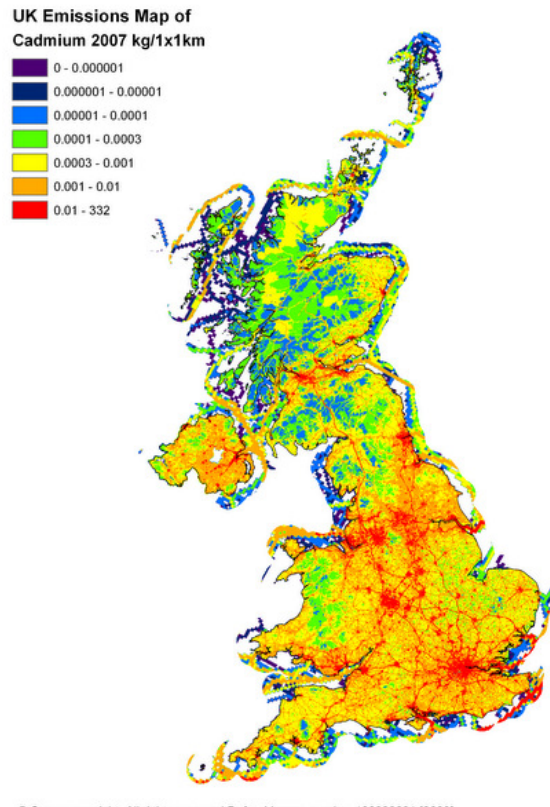 UK Emissions Map of
Cadmium 2007 kg/1x1km
0 - 0.000001
0.000001 - 0.00001
0.00001 - 0.0001
0.0001 - 0.0003
0.0003 - 0.001
0.001 - 0.01
0.01 - 332